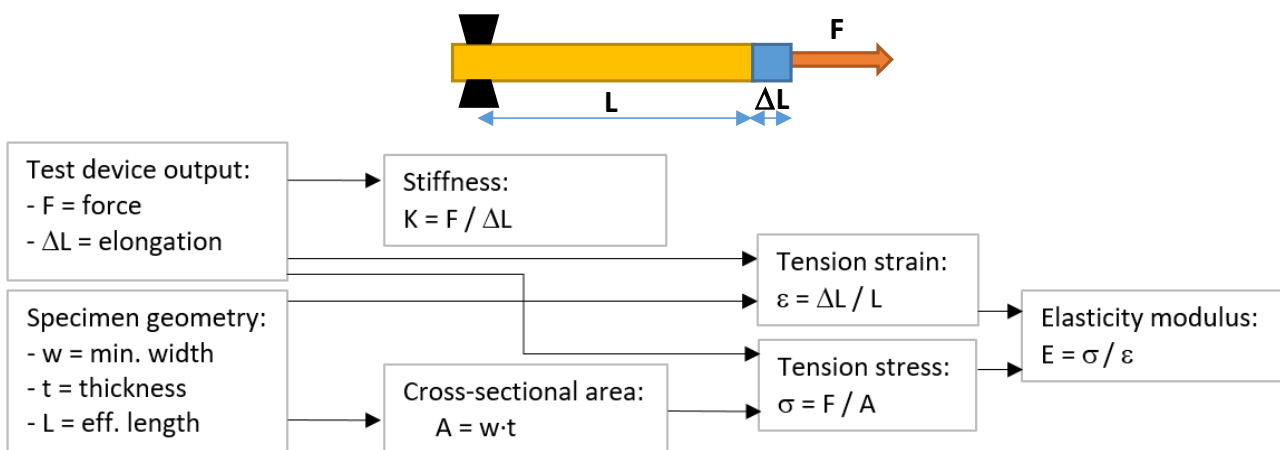 F
L
ΔL
Test device output:
- F = force
- ΔL = elongation
Stiffness:
K = F / ΔL
Tension strain:
ε = ΔL / L
Specimen geometry:
- w = min. width
- t = thickness
- L = eff. length
Elasticity modulus:
E = σ / ε
Tension stress:
σ = F / A
Cross-sectional area:
A = w·t